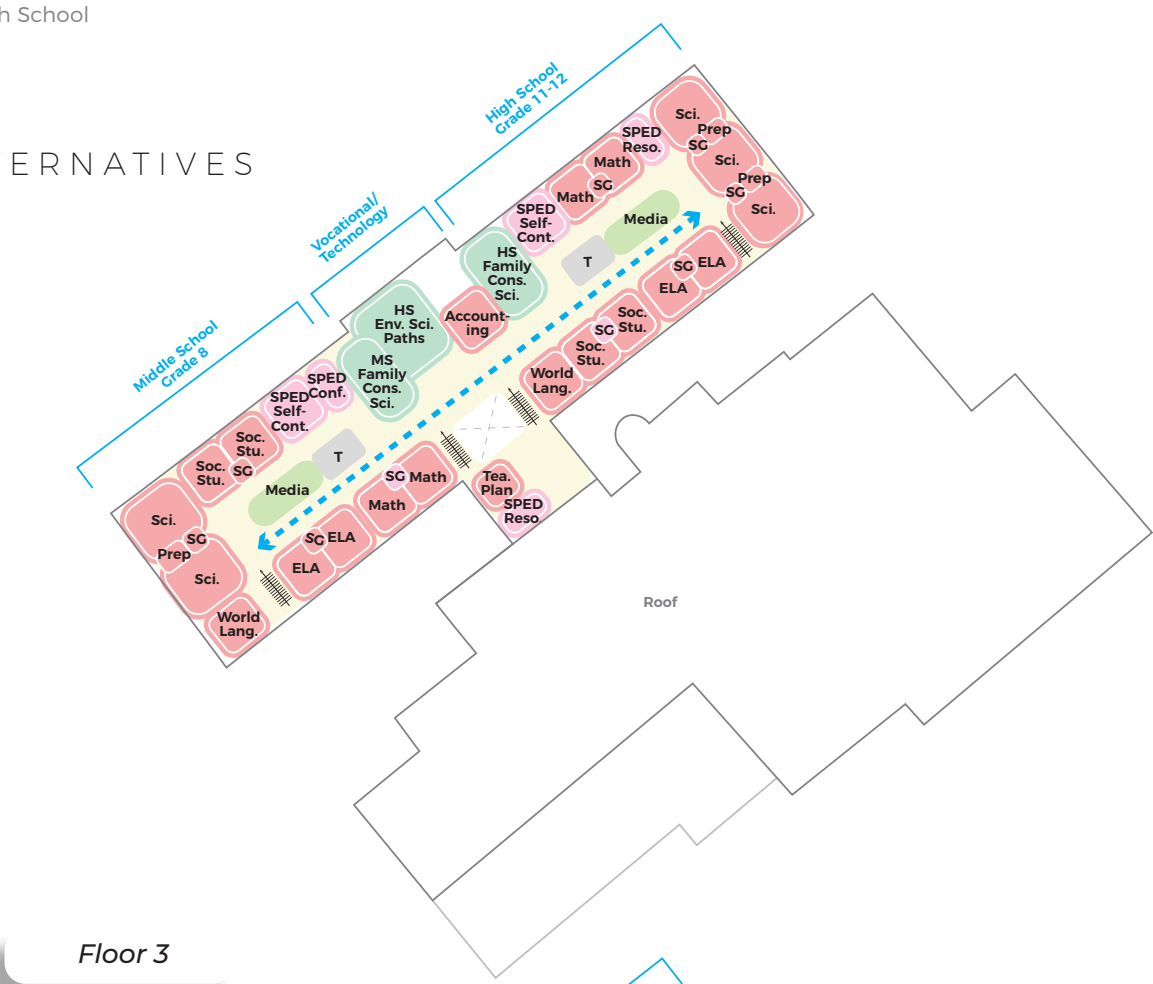 h School
ERNATIVES
High School
Grade 11-12
Vocational/
Technology
Middle School
Grade 8
Sci.
Prep
SG
Sci.
Prep
SG
Sci.
SPED
Reso.
Math
SG
Math
SPED
Self-
Cont.
Media
T
HS
Family
Cons.
Sci.
Account-
ing
HS
Env. Sci.
Paths
MS
Family
Cons.
Sci.
SG
ELA
ELA
Soc.
Stu.
SG
Soc.
Stu.
World
Lang.
SPED
Conf.
SPED
Self-
Cont.
Soc.
Stu.
Soc.
Stu.
SG
T
Media
SG
Math
Math
Tea.
Plan
SPED
Reso.
SG
ELA
ELA
Sci.
SG
Prep
Sci.
World
Lang.
Roof
Floor 3